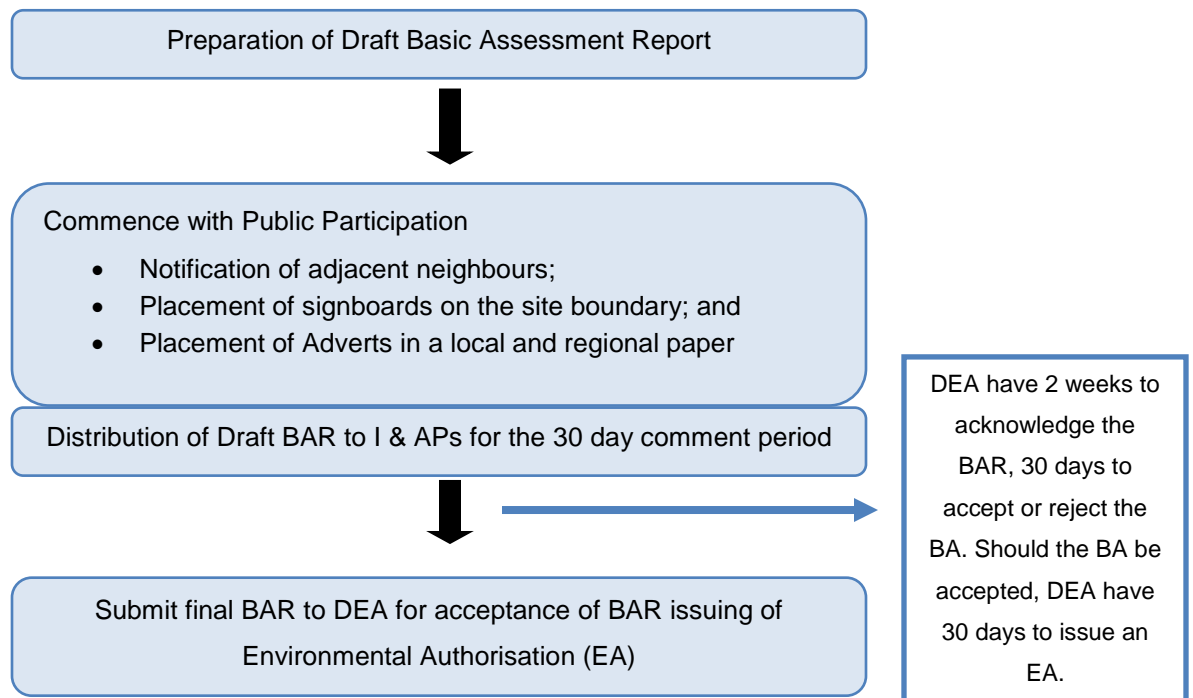 Preparation of Draft Basic Assessment Report
Commence with Public Participation
• Notification of adjacent neighbours;
• Placement of signboards on the site boundary; and
• Placement of Adverts in a local and regional paper
Distribution of Draft BAR to I & APs for the 30 day comment period
DEA have 2 weeks to
acknowledge the
BAR, 30 days to
accept or reject the
BA. Should the BA be
accepted, DEA have
30 days to issue an
EA.
Submit final BAR to DEA for acceptance of BAR issuing of
Environmental Authorisation (EA)